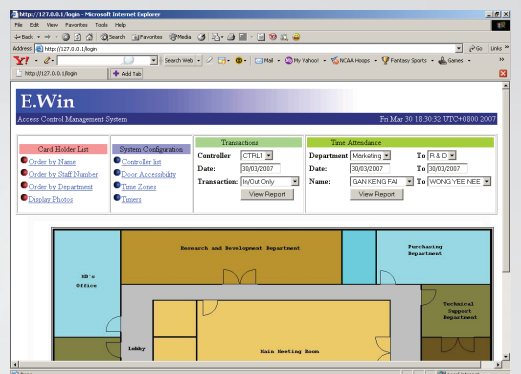 http://127.0.0.1/login - Microsoft Internet Explorer
File Edit View Favorites Tools Help
Back Search Favorites Media
Address http://127.0.0.1/login Go Links »
Y! Search Web Mail My Yahoo! NCAA Hoops Fantasy Sports Games »
http://127.0.0.1/login Add Tab
E.Win
Access Control Management System Fri Mar 30 18:30:32 UTC+0800 2007
Card Holder List
Order by Name
Order by Staff Number
Order by Department
Display Photos
System Configuration
Controller list
Door Accessibility
Time Zones
Timers
Transactions
Controller CTRL1
Date: 30/03/2007
Transaction: In/Out Only
View Report
Time Attendance
Department Marketing To R & D
Date: 30/03/2007 To 30/03/2007
Name: GAN KENG FAI To WONG YEE NEE
View Report
Research and Development Department
Purchasing
Department
MD's
Office
Technical
Support
Department
Lobby
Main Meeting Room